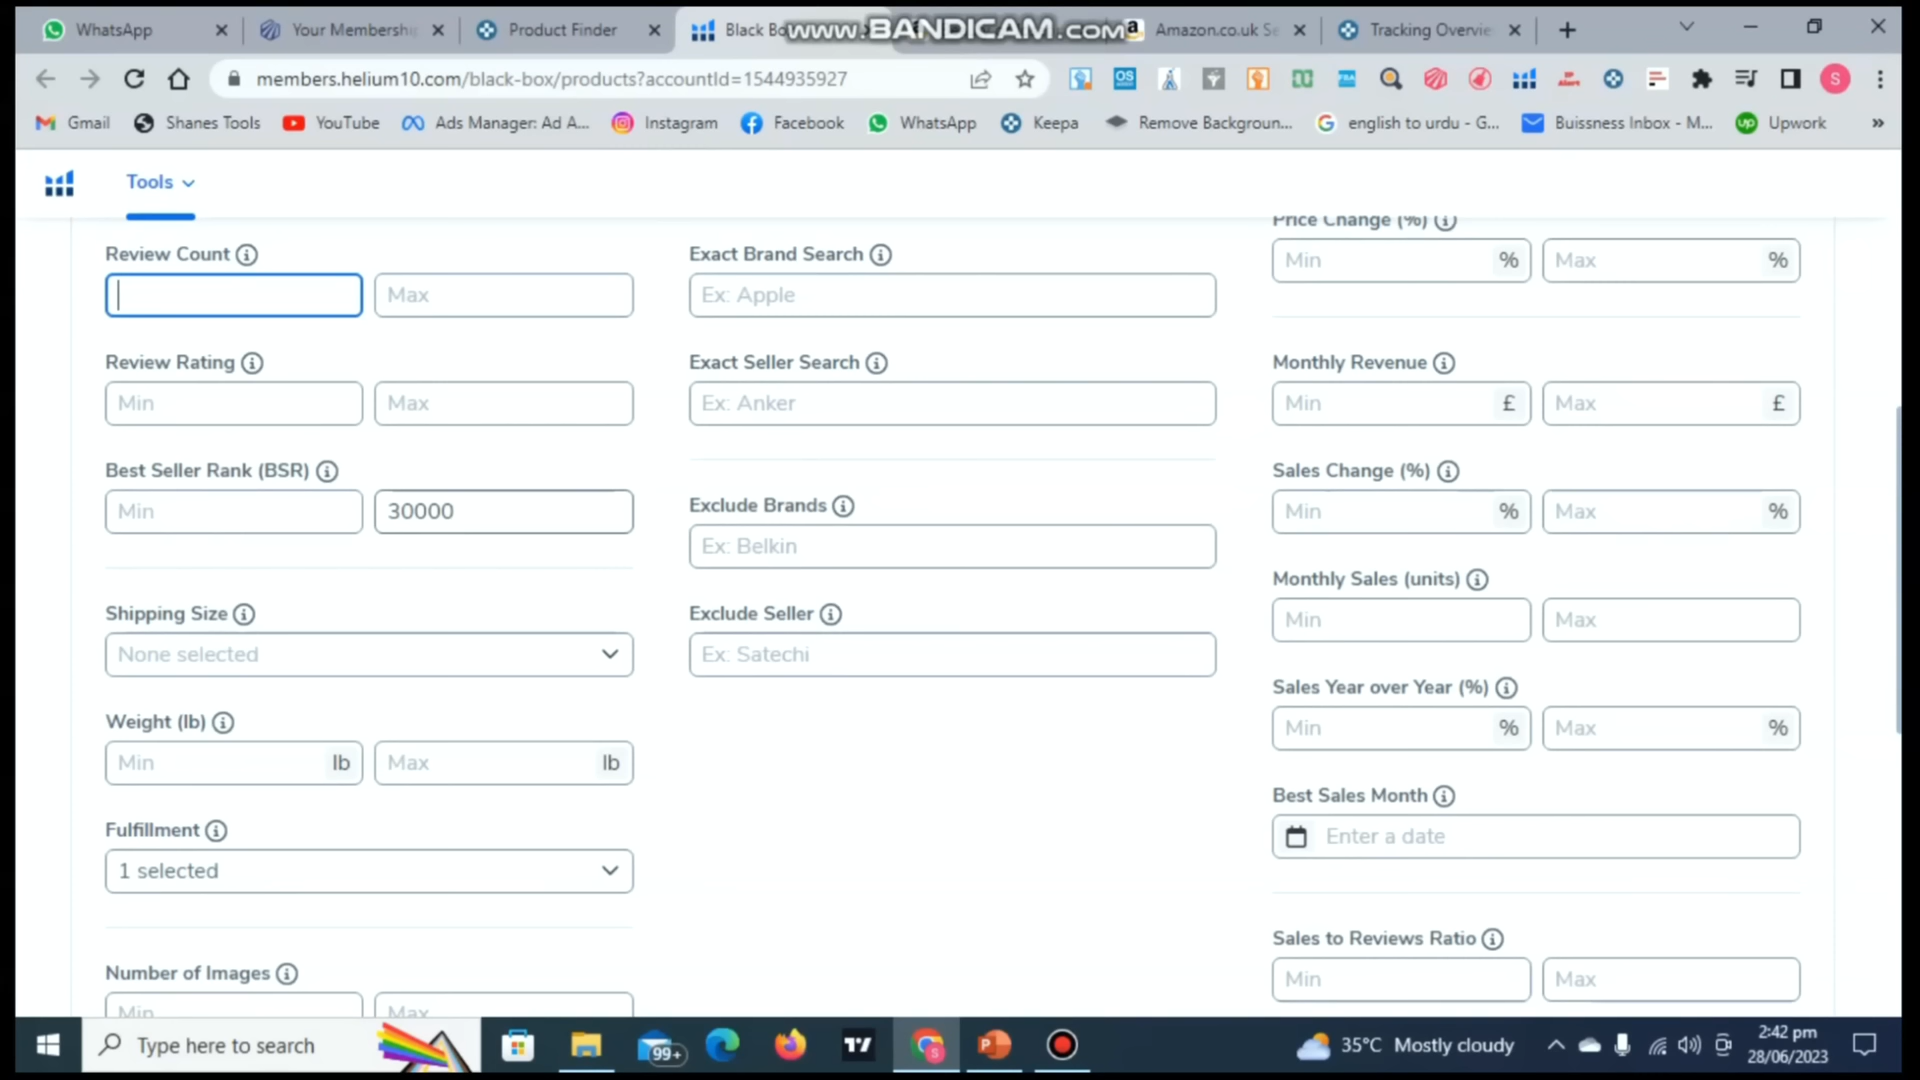 WhatsApp
Your Membership
Product Finder
Black Bo
www.BANDICAM.com
Amazon.co.uk Se
Tracking Overvie
members.helium10.com/black-box/products?accountId=1544935927
Gmail
Shanes Tools
YouTube
Ads Manager: Ad A...
Instagram
Facebook
WhatsApp
Keepa
Remove Backgroun...
english to urdu - G...
Buissness Inbox - M...
Upwork
Tools
Review Count
Max
Review Rating
Min
Max
Best Seller Rank (BSR)
Min
30000
Shipping Size
None selected
Weight (lb)
Min lb
Max lb
Fulfillment
1 selected
Number of Images
Min
Max
Exact Brand Search
Ex: Apple
Exact Seller Search
Ex: Anker
Exclude Brands
Ex: Belkin
Exclude Seller
Ex: Satechi
Price Change (%)
Min %
Max %
Monthly Revenue
Min £
Max £
Sales Change (%)
Min %
Max %
Monthly Sales (units)
Min
Max
Sales Year over Year (%)
Min %
Max %
Best Sales Month
Enter a date
Sales to Reviews Ratio
Min
Max
Type here to search
99+
35°C Mostly cloudy
2:42 pm
28/06/2023